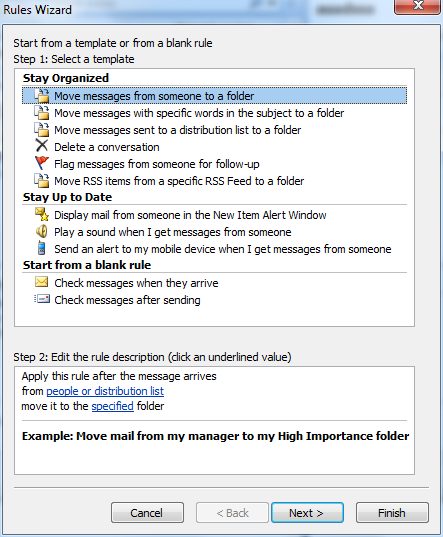 Rules Wizard
Start from a template or from a blank rule
Step 1: Select a template
Stay Organized
Move messages from someone to a folder
Move messages with specific words in the subject to a folder
Move messages sent to a distribution list to a folder
Delete a conversation
Flag messages from someone for follow-up
Move RSS items from a specific RSS Feed to a folder
Stay Up to Date
Display mail from someone in the New Item Alert Window
Play a sound when I get messages from someone
Send an alert to my mobile device when I get messages from someone
Start from a blank rule
Check messages when they arrive
Check messages after sending
Step 2: Edit the rule description (click an underlined value)
Apply this rule after the message arrives
from people or distribution list
move it to the specified folder
Example: Move mail from my manager to my High Importance folder
Cancel < Back Next > Finish